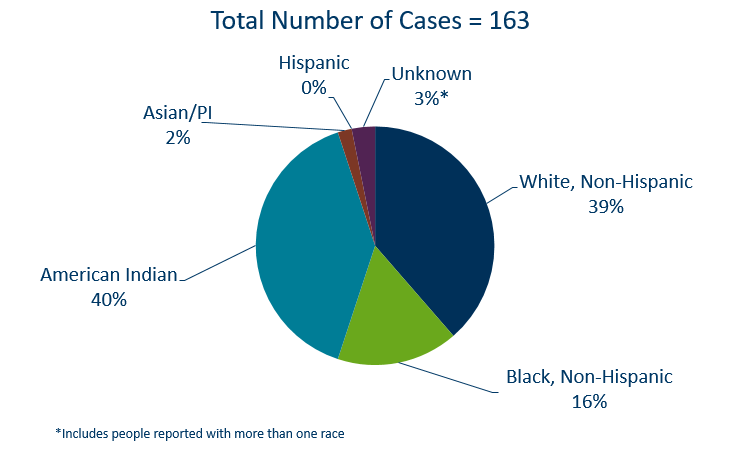 Total Number of Cases = 163
Hispanic
0%
Unknown
3%*
Asian/PI
2%
White, Non-Hispanic
39%
American Indian
40%
Black, Non-Hispanic
16%
*Includes people reported with more than one race